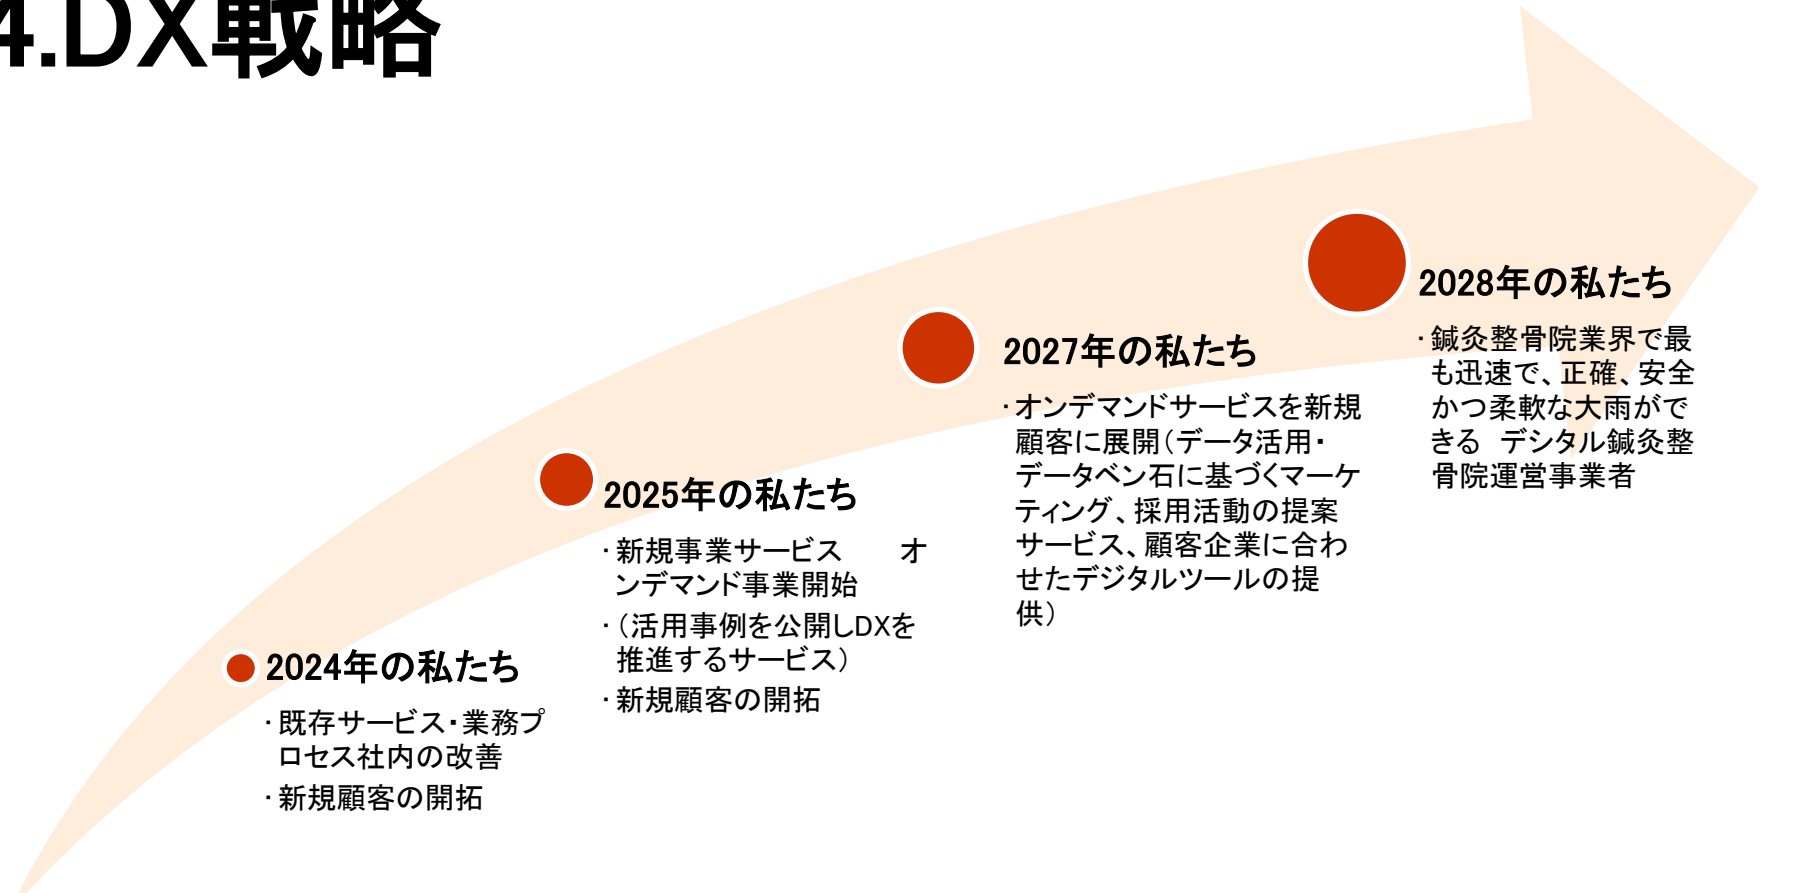 4.DX戦略
2024年の私たち
・既存サービス・業務プ
ロセス社内の改善
・新規顧客の開拓
2025年の私たち
・新規事業サービス　　オ
ンデマンド事業開始
・（活用事例を公開しDXを
推進するサービス）
・新規顧客の開拓
2027年の私たち
・オンデマンドサービスを新規
顧客に展開（データ活用・
データベン石に基づくマーケ
ティング、採用活動の提案
サービス、顧客企業に合わ
せたデジタルツールの提
供）
2028年の私たち
・鍼灸整骨院業界で最
も迅速で、正確、安全
かつ柔軟な大雨がで
きる　デシタル鍼灸整
骨院運営事業者